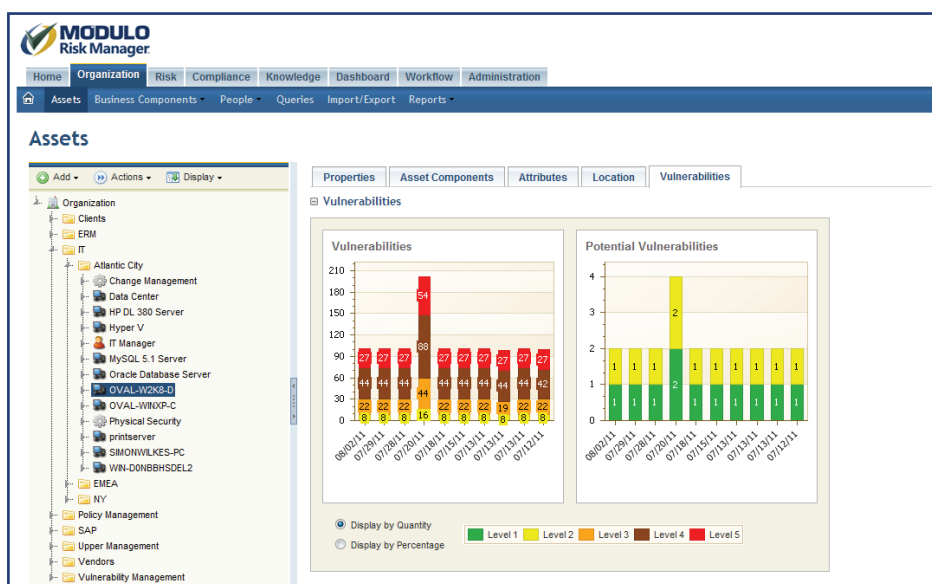 MODULO
Risk Manager
Home Organization Risk Compliance Knowledge Dashboard Workflow Administration
Assets Business Components People Queries Import/Export Reports
Assets
Add Actions Display
Properties Asset Components Attributes Location Vulnerabilities
Organization
Clients
ERM
IT
Atlantic City
Change Management
Data Center
HP DL 380 Server
Hyper V
IT Manager
MySQL 5.1 Server
Oracle Database Server
OVAL-W2K8-D
OVAL-WINXP-C
Physical Security
printserver
SIMONWILKES-PC
WIN-D0NBBHSDEL2
EMEA
NY
Policy Management
SAP
Upper Management
Vendors
Vulnerability Management
Vulnerabilities
Vulnerabilities
210
180
150
120
90
60
30
0
54
88
44
16
27 27 27 27 27 27 27 27 27
44 44 44 44 44 44 44 44 42
22 22 22 22 22 22 19 22 22
8 8 8 8 8 8 8 8 8
08/02/11 07/29/11 07/28/11 07/20/11 07/18/11 07/15/11 07/13/11 07/13/11 07/13/11 07/12/11
Potential Vulnerabilities
4
3
2
1
0
2
2
1 1 1 1 1 1 1 1 1
1 1 1 1 1 1 1 1 1
08/02/11 07/29/11 07/28/11 07/20/11 07/18/11 07/15/11 07/13/11 07/13/11 07/13/11 07/12/11
Display by Quantity
Display by Percentage
Level 1 Level 2 Level 3 Level 4 Level 5